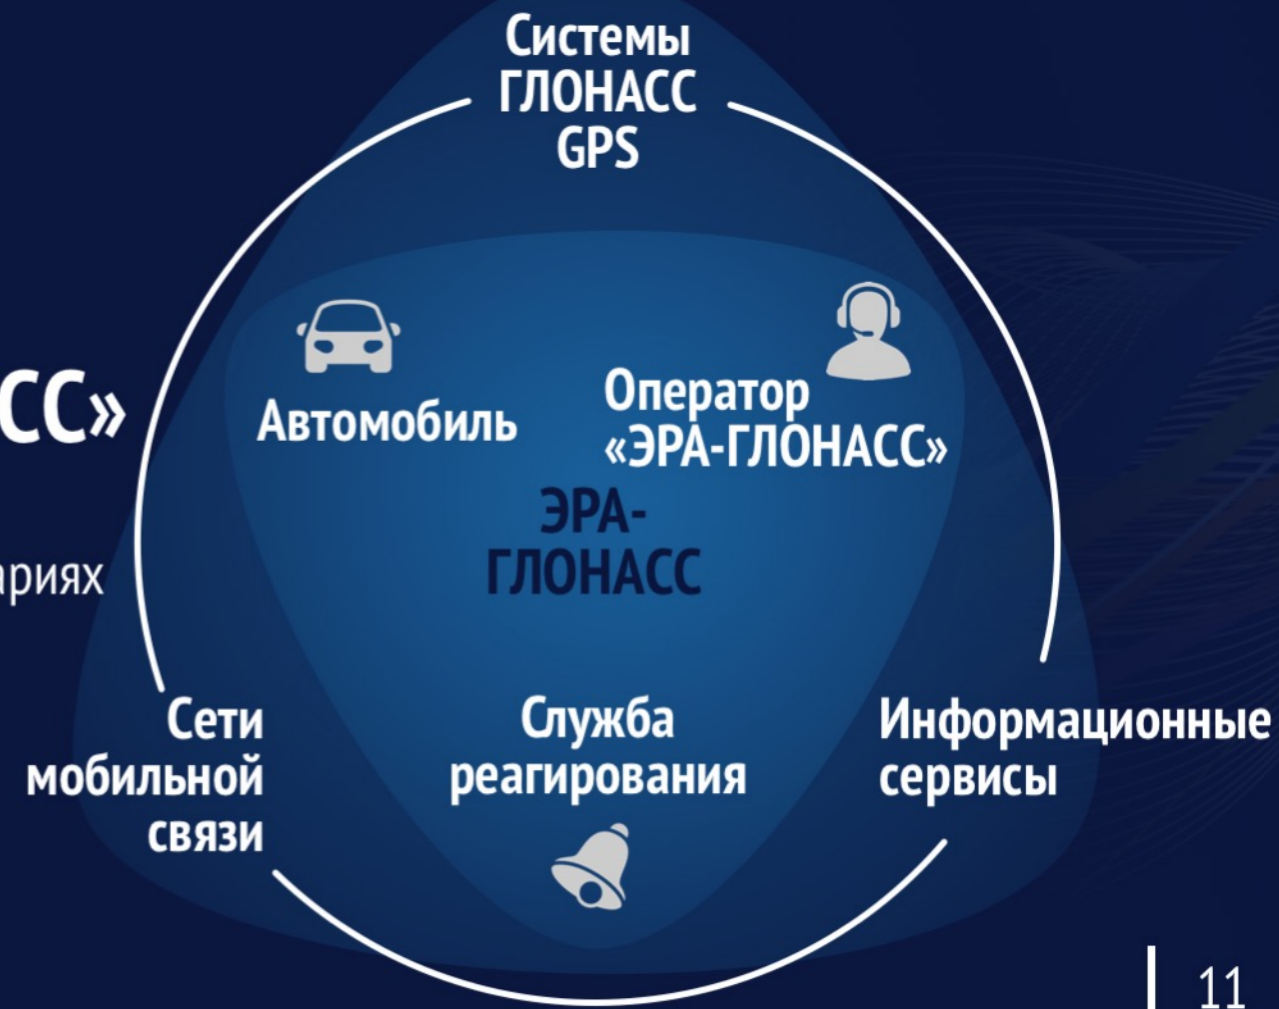 Системы
ГЛОНАСС
GPS
СС»
Автомобиль
Оператор
«ЭРА-ГЛОНАСС»
ЭРА-
ГЛОНАСС
ариях
Сети
мобильной
связи
Служба
реагирования
Информационные
сервисы
11